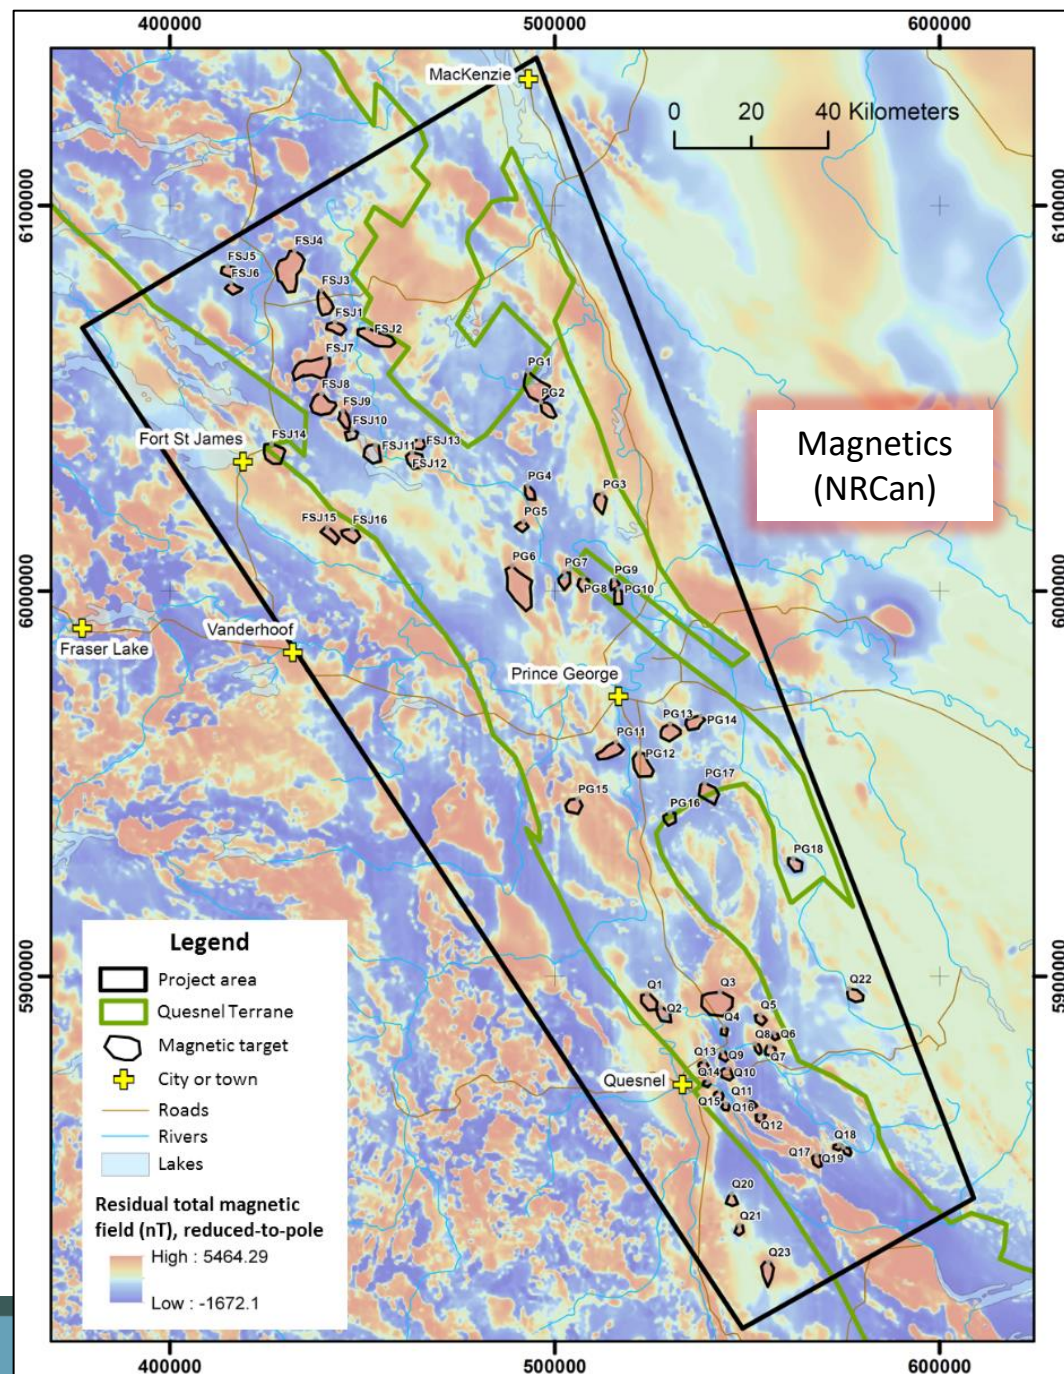 400000
500000
600000
MacKenzie
0 20 40 Kilometers
6100000
6100000
FSJ4
FSJ5
FSJ6
FSJ3
FSJ1
FSJ2
FSJ7
PG1
FSJ8
PG2
FSJ9
FSJ10
Fort St James
FSJ14
FSJ11
FSJ13
FSJ12
Magnetics
(NRCan)
PG4
PG3
FSJ15
FSJ16
PG5
PG6
PG7
PG8
PG9
PG10
6000000
6000000
Fraser Lake
Vanderhoof
Prince George
PG13
PG14
PG11
PG12
PG15
PG17
PG16
PG18
Legend
Project area
Quesnel Terrane
Magnetic target
City or town
Roads
Rivers
Lakes
Residual total magnetic
field (nT), reduced-to-pole
High : 5464.29
Low : -1672.1
5900000
5900000
Q1
Q2
Q3
Q22
Q4
Q5
Q6
Q8
Q7
Q13
Q9
Q14
Q10
Quesnel
Q15
Q11
Q16
Q12
Q18
Q17
Q19
Q20
Q21
Q23
400000
500000
600000